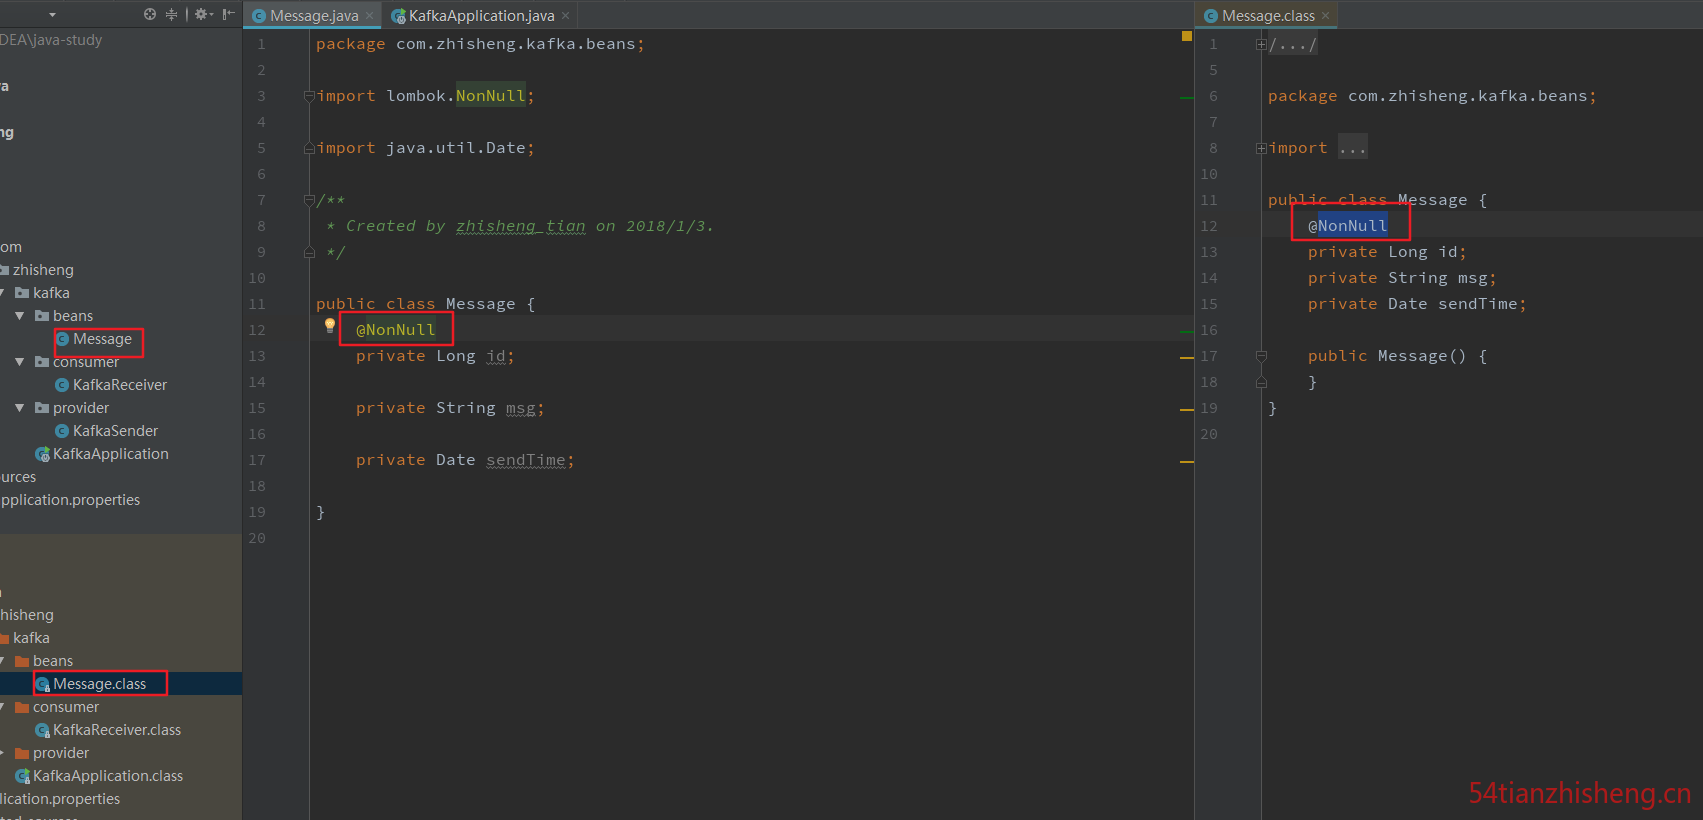 DEA\java-study
va
ng
om
zhisheng
kafka
beans
Message
consumer
KafkaReceiver
provider
KafkaSender
KafkaApplication
ources
pplication.properties
hisheng
kafka
beans
Message.class
consumer
KafkaReceiver.class
provider
KafkaApplication.class
lication.properties
Message.java
KafkaApplication.java
1 package com.zhisheng.kafka.beans;
2
3 import lombok.NonNull;
4
5 import java.util.Date;
6
7 /**
8 * Created by zhisheng_tian on 2018/1/3.
9 */
10
11 public class Message {
12 @NonNull
13 private Long id;
14
15 private String msg;
16
17 private Date sendTime;
18
19 }
20
Message.class
1 /.../
5
6 package com.zhisheng.kafka.beans;
7
8 import ...
10
11 public class Message {
12 @NonNull
13 private Long id;
14 private String msg;
15 private Date sendTime;
16
17 public Message() {
18 }
19 }
20
54tianzhisheng.cn